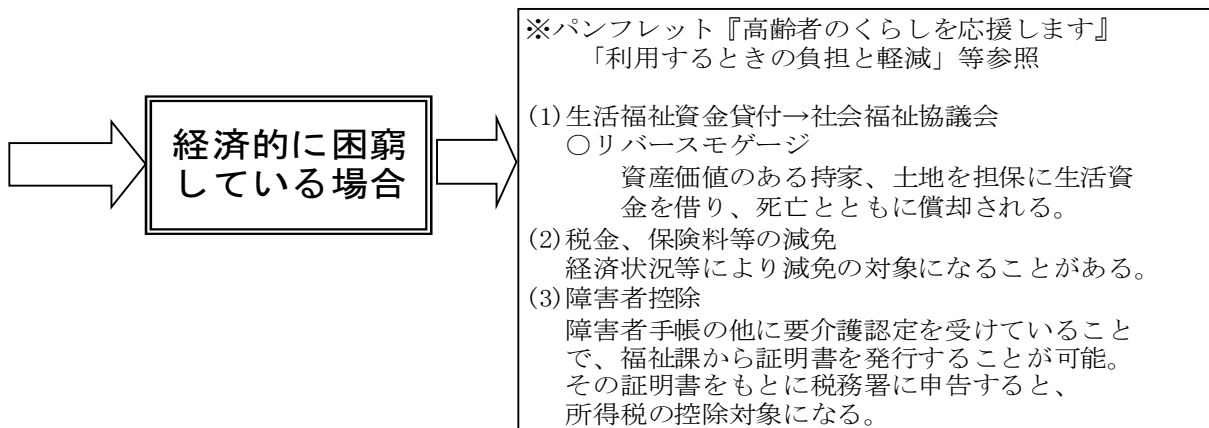 経済的に困窮
している場合
※パンフレット『高齢者のくらしを応援します』
「利用するときの負担と軽減」等参照
(1)生活福祉資金貸付→社会福祉協議会
○リバースモゲージ
資産価値のある持家、土地を担保に生活資
金を借り、死亡とともに償却される。
(2)税金、保険料等の減免
経済状況等により減免の対象になることがある。
(3)障害者控除
障害者手帳の他に要介護認定を受けていること
で、福祉課から証明書を発行することが可能。
その証明書をもとに税務署に申告すると、
所得税の控除対象になる。